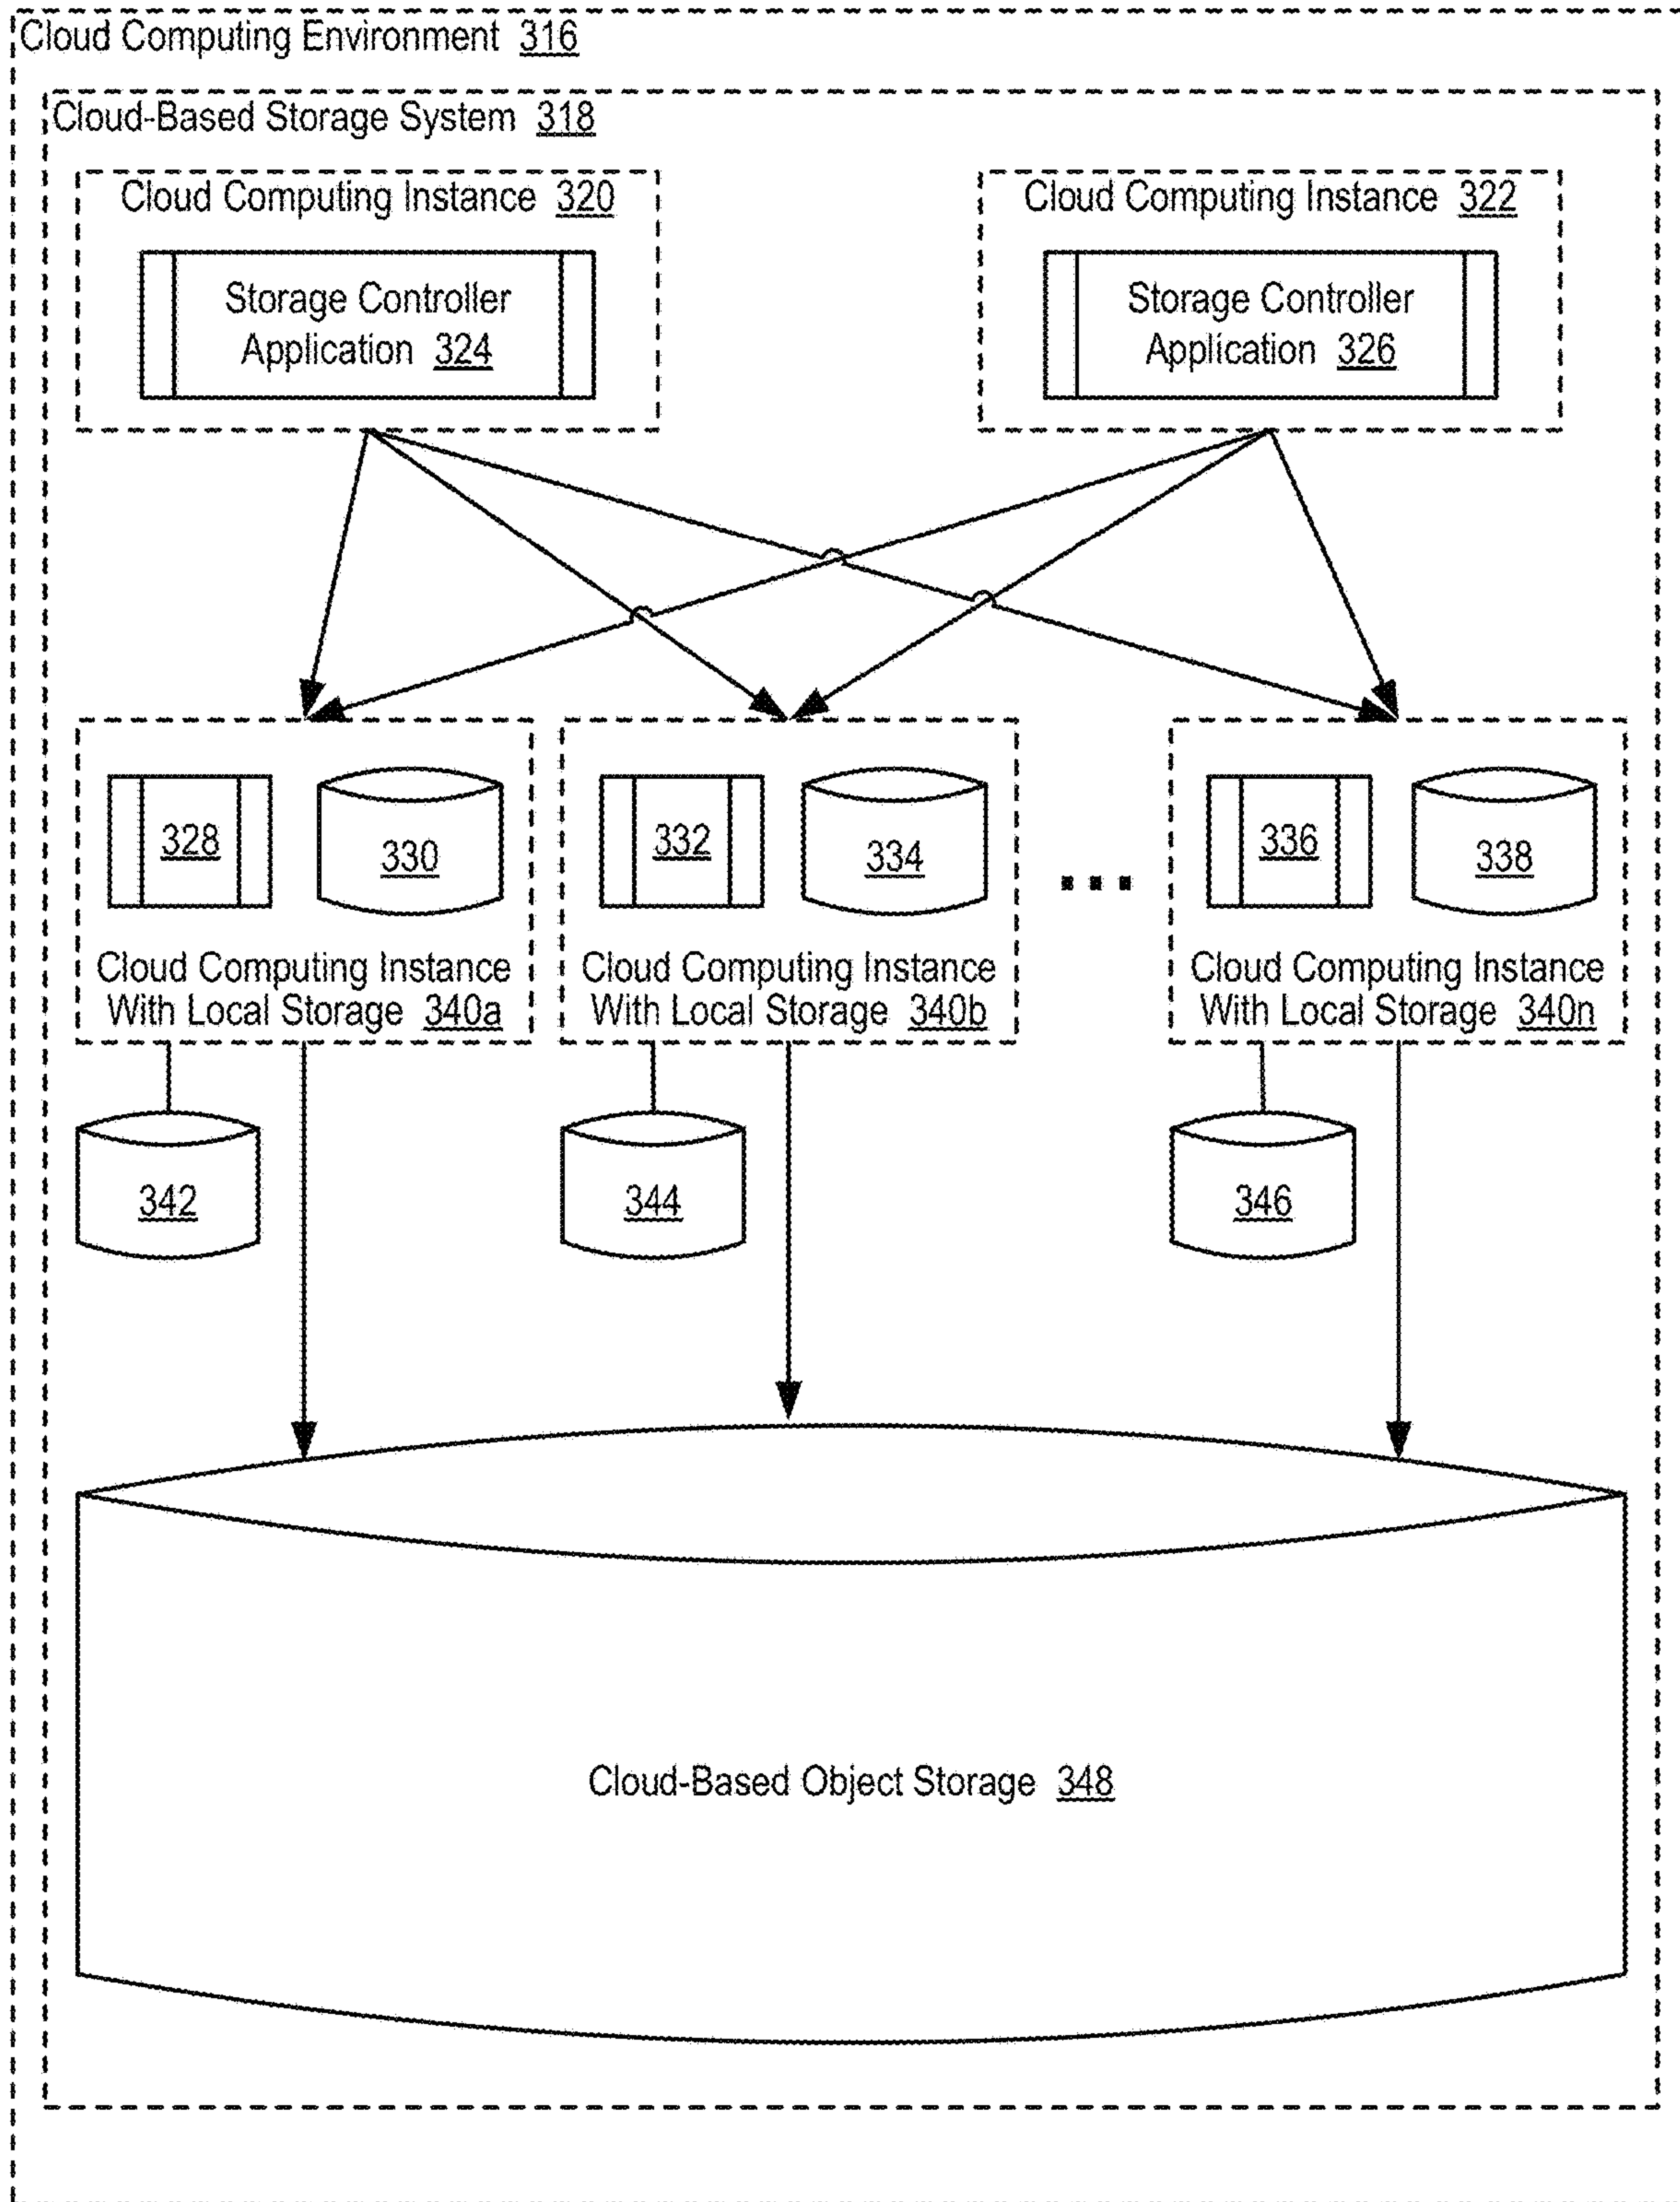 Cloud Computing Environment 316
Cloud-Based Storage System 318
Cloud Computing Instance 320
Storage Controller
Application 324
Cloud Computing Instance 322
Storage Controller
Application 326
328
330
Cloud Computing Instance
With Local Storage 340a
332
334
Cloud Computing Instance
With Local Storage 340b
...
336
338
Cloud Computing Instance
With Local Storage 340n
342
344
346
Cloud-Based Object Storage 348